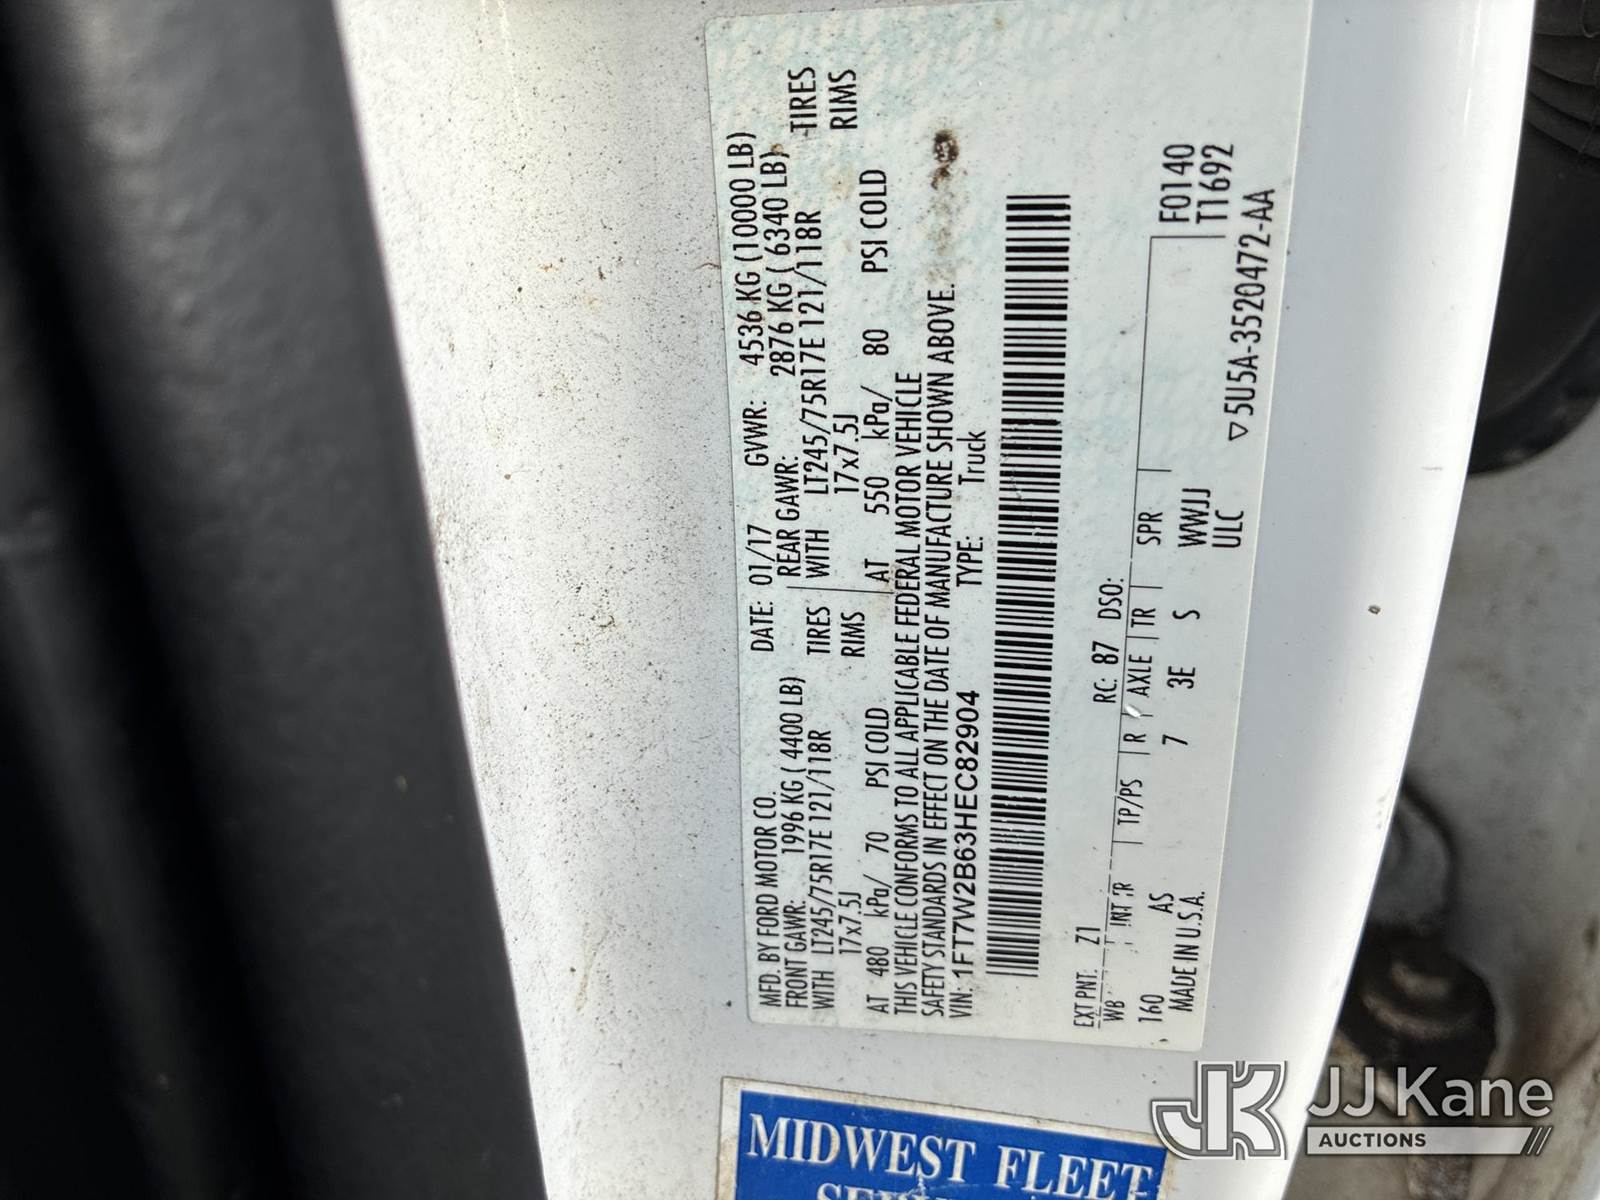 MFD. BY FORD MOTOR CO.
DATE: 01/17 GVWR: 4536 KG (10000 LB)
FRONT GAWR: 1996 KG ( 4400 LB) REAR GAWR: 2876 KG ( 6340 LB)
WITH LT245/75R17E 121/118R TIRES WITH LT245/75R17E 121/118R TIRES
17x7.5J RIMS 17x7.5J RIMS
AT 480 kPa/ 70 PSI COLD AT 550 kPa/ 80 PSI COLD
THIS VEHICLE CONFORMS TO ALL APPLICABLE FEDERAL MOTOR VEHICLE
SAFETY STANDARDS IN EFFECT ON THE DATE OF MANUFACTURE SHOWN ABOVE.
VIN: 1FT7W2B63HEC82904 TYPE: Truck
EXT PNT: Z1 RC: 87 DSO:
WB INT TR TP/PS R AXLE TR SPR F0140
160 AS 7 3E S WWJJ T1692
MADE IN U.S.A. ULC ▽5U5A-3520472-AA
MIDWEST FLEET
JK JJ Kane
AUCTIONS